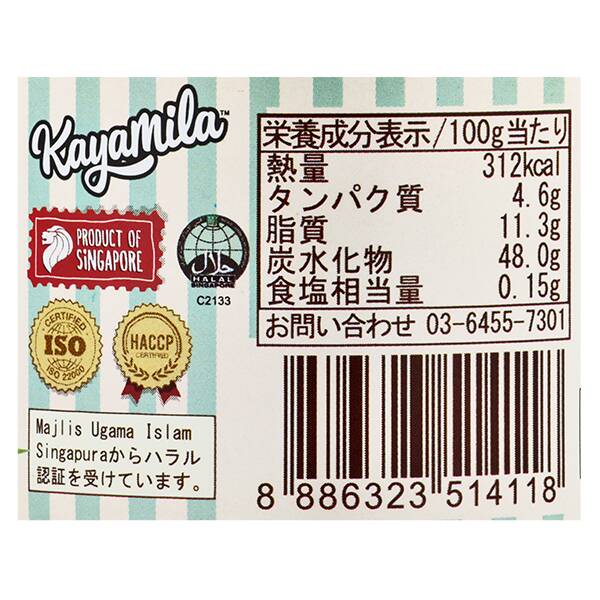 Kayamila™
PRODUCT OF
SiNGAPORE
حلال
HALAL
SINGAPORE
C2133
CERTIFIED
ISO
ISO 22000
HACCP
CERTIFIED
Majlis Ugama Islam
Singapuraからハラル
認証を受けています。
栄養成分表示/100g当たり
熱量 312kcal
タンパク質 4.6g
脂質 11.3g
炭水化物 48.0g
食塩相当量 0.15g
お問い合わせ 03-6455-7301
8 886323 514118